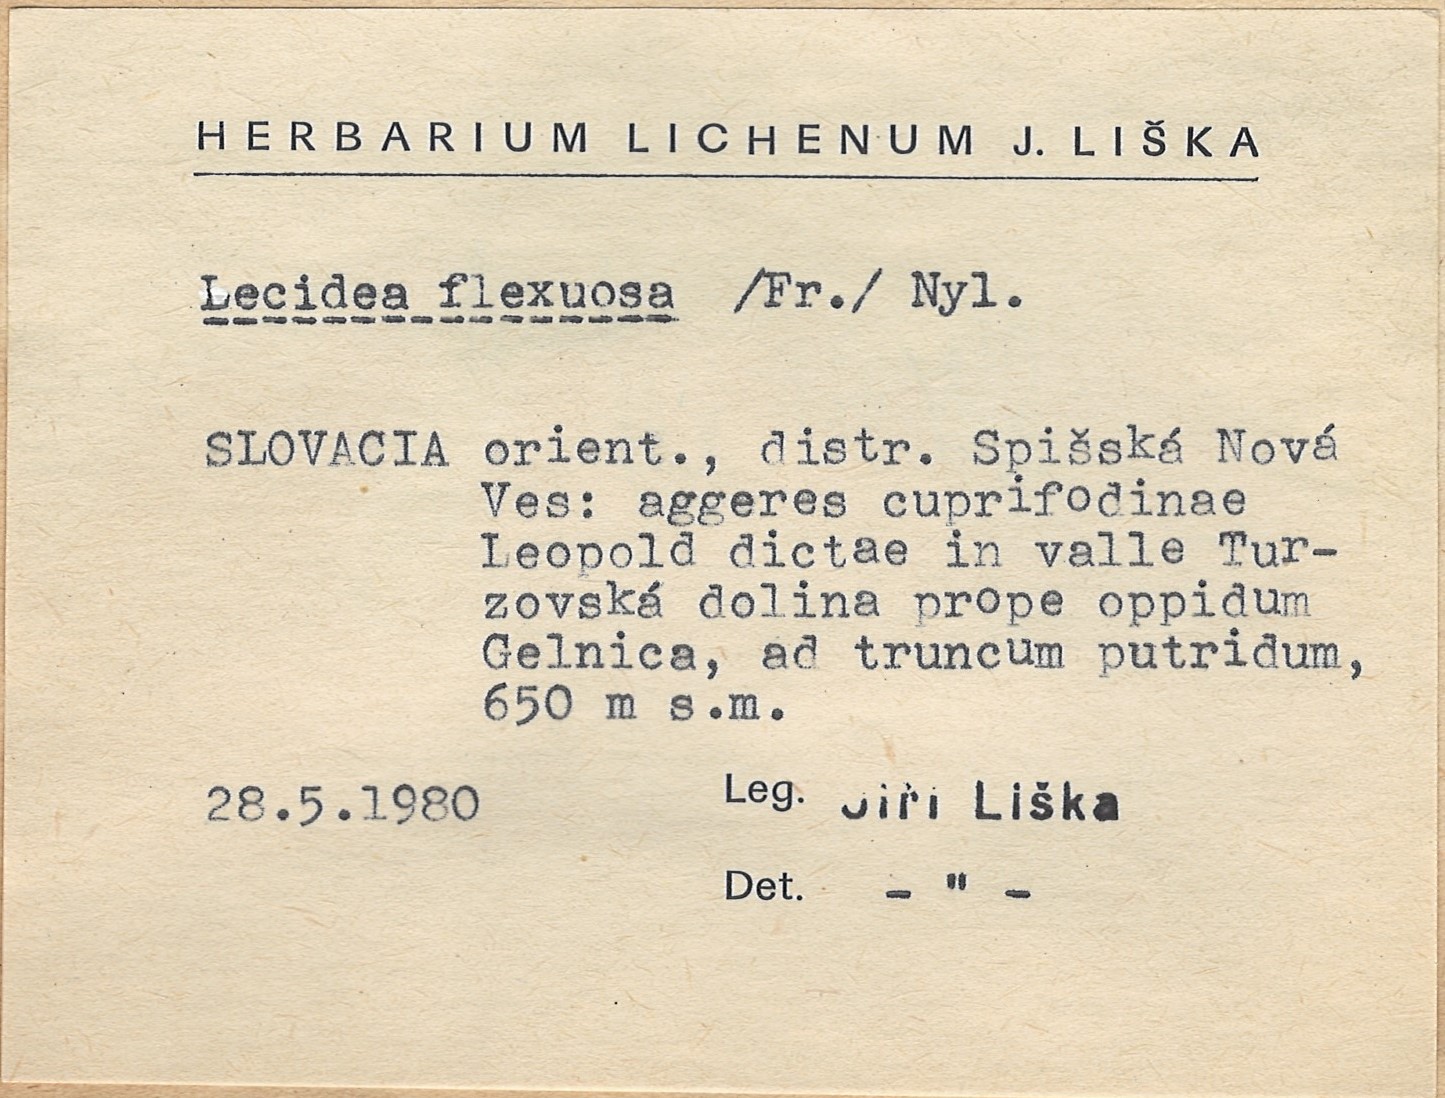 HERBARIUM LICHENUM J. LIŠKA
Lecidea flexuosa /Fr./ Nyl.
SLOVACIA orient., distr. Spišská Nová
Ves: aggeres cuprifodinae
Leopold dictae in valle Tur-
zovská dolina prope oppidum
Gelnica, ad truncum putridum,
650 m s.m.
28.5.1980 Leg. Jiří Liška
Det. - " -